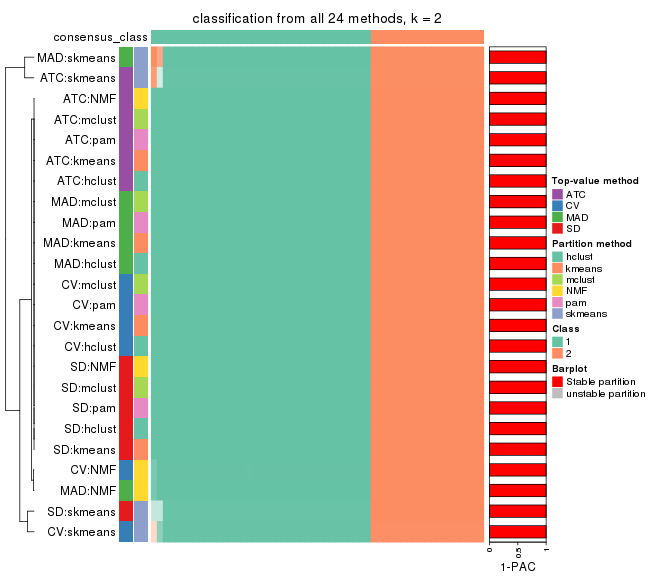 classification from all 24 methods, k = 2
consensus_class
MAD:skmeans
ATC:skmeans
ATC:NMF
ATC:mclust
ATC:pam
ATC:kmeans
ATC:hclust
MAD:mclust
MAD:pam
MAD:kmeans
MAD:hclust
CV:mclust
CV:pam
CV:kmeans
CV:hclust
SD:NMF
SD:mclust
SD:pam
SD:hclust
SD:kmeans
CV:NMF
MAD:NMF
SD:skmeans
CV:skmeans
0
0.5
1
1-PAC
Top-value method
ATC
CV
MAD
SD
Partition method
hclust
kmeans
mclust
NMF
pam
skmeans
Class
1
2
Barplot
Stable partition
unstable partition